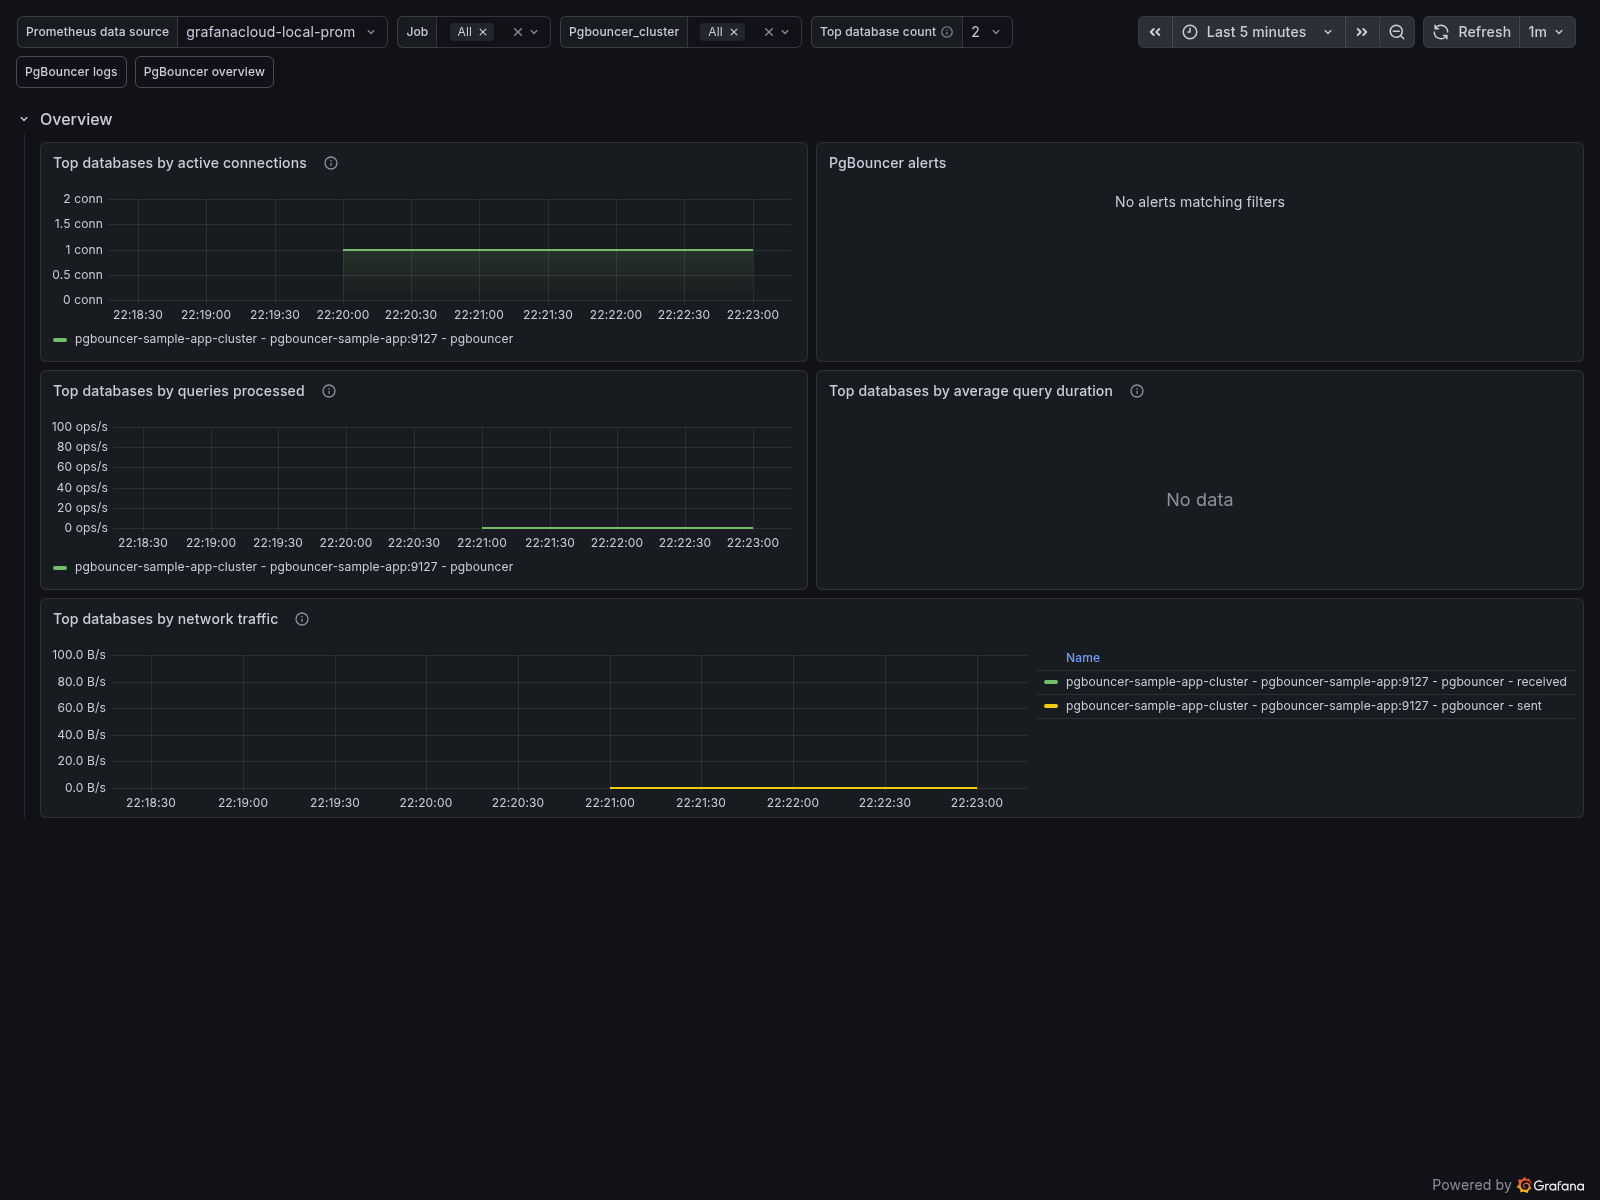 Prometheus data source grafanacloud-local-prom Job All Pgbouncer_cluster All Top database count 2 Last 5 minutes Refresh 1m
PgBouncer logs PgBouncer overview
Overview
Top databases by active connections
2 conn
1.5 conn
1 conn
0.5 conn
0 conn
22:18:30 22:19:00 22:19:30 22:20:00 22:20:30 22:21:00 22:21:30 22:22:00 22:22:30 22:23:00
pgbouncer-sample-app-cluster - pgbouncer-sample-app:9127 - pgbouncer
PgBouncer alerts
No alerts matching filters
Top databases by queries processed
100 ops/s
80 ops/s
60 ops/s
40 ops/s
20 ops/s
0 ops/s
22:18:30 22:19:00 22:19:30 22:20:00 22:20:30 22:21:00 22:21:30 22:22:00 22:22:30 22:23:00
pgbouncer-sample-app-cluster - pgbouncer-sample-app:9127 - pgbouncer
Top databases by average query duration
No data
Top databases by network traffic
100.0 B/s
80.0 B/s
60.0 B/s
40.0 B/s
20.0 B/s
0.0 B/s
22:18:30 22:19:00 22:19:30 22:20:00 22:20:30 22:21:00 22:21:30 22:22:00 22:22:30 22:23:00
Name
pgbouncer-sample-app-cluster - pgbouncer-sample-app:9127 - pgbouncer - received
pgbouncer-sample-app-cluster - pgbouncer-sample-app:9127 - pgbouncer - sent
Powered by Grafana